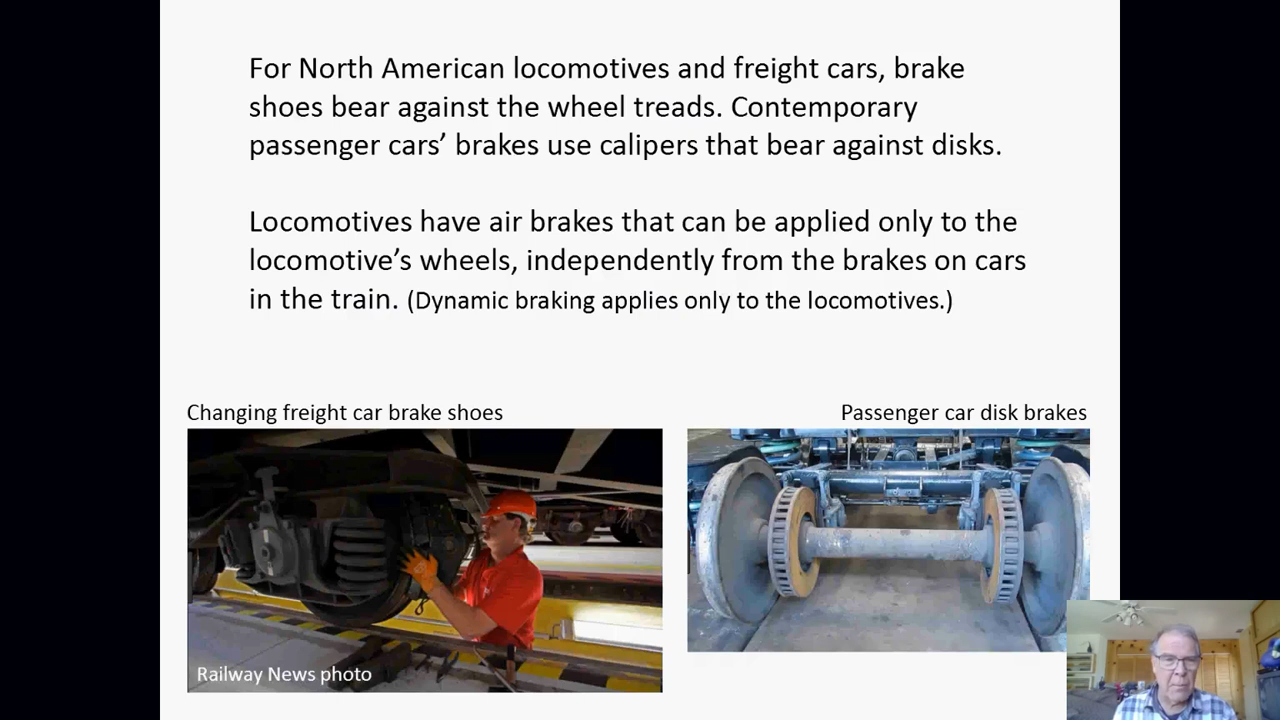 For North American locomotives and freight cars, brake
shoes bear against the wheel treads. Contemporary
passenger cars’ brakes use calipers that bear against disks.
Locomotives have air brakes that can be applied only to the
locomotive’s wheels, independently from the brakes on cars
in the train. (Dynamic braking applies only to the locomotives.)
Changing freight car brake shoes
Passenger car disk brakes
Railway News photo